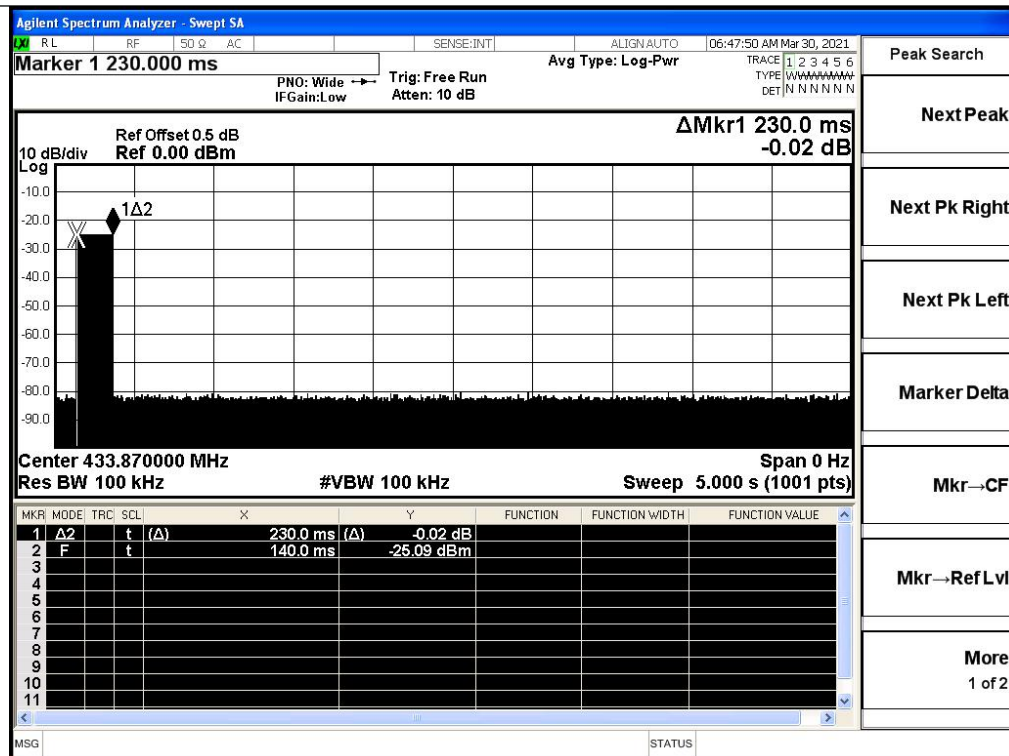 Agilent Spectrum Analyzer - Swept SA
LXI RL RF 50 Ω AC SENSE:INT ALIGN AUTO 06:47:50 AM Mar 30, 2021
Marker 1 230.000 ms
PNO: Wide
IFGain:Low
Trig: Free Run
Atten: 10 dB
Avg Type: Log-Pwr
TRACE 1 2 3 4 5 6
TYPE WWWWWW
DET N N N N N N
Peak Search
Next Peak
Next Pk Right
Next Pk Left
Marker Delta
Mkr→CF
Mkr→Ref Lvl
More
1 of 2
Ref Offset 0.5 dB
10 dB/div Ref 0.00 dBm
Log
ΔMkr1 230.0 ms
-0.02 dB
-10.0
-20.0
-30.0
-40.0
-50.0
-60.0
-70.0
-80.0
-90.0
1Δ2
Center 433.870000 MHz Span 0 Hz
Res BW 100 kHz #VBW 100 kHz Sweep 5.000 s (1001 pts)
MKR MODE TRC SCL X Y FUNCTION FUNCTION WIDTH FUNCTION VALUE
1 Δ2 t (Δ) 230.0 ms (Δ) -0.02 dB
2 F t 140.0 ms -25.09 dBm
3
4
5
6
7
8
9
10
11
MSG STATUS